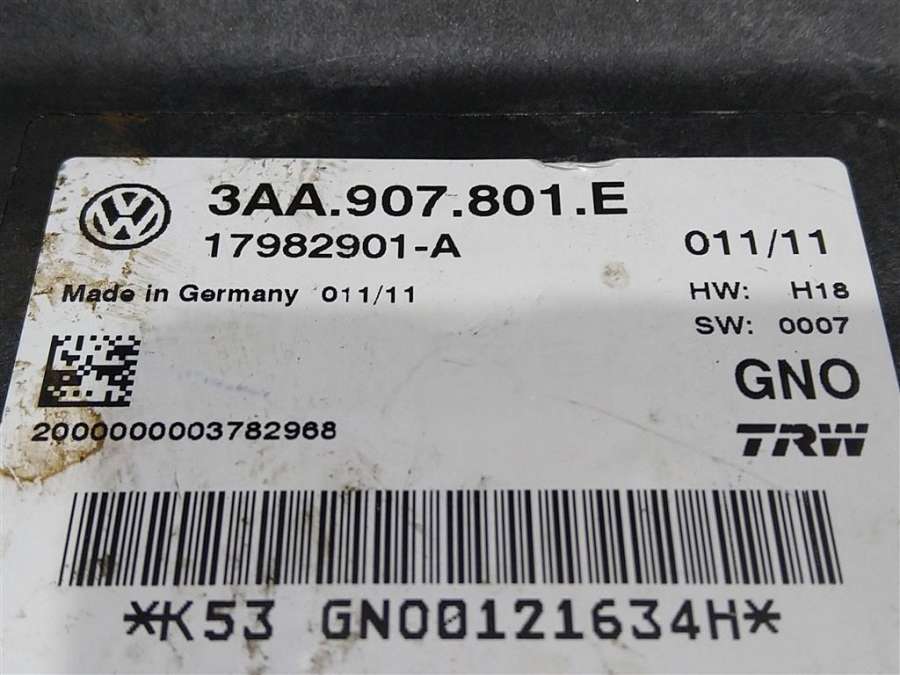 3AA.907.801.E
17982901-A 011/11
Made in Germany 011/11 HW: H18
SW: 0007
GNO
2000000003782968 TRW
*K53 GNO0121634H*